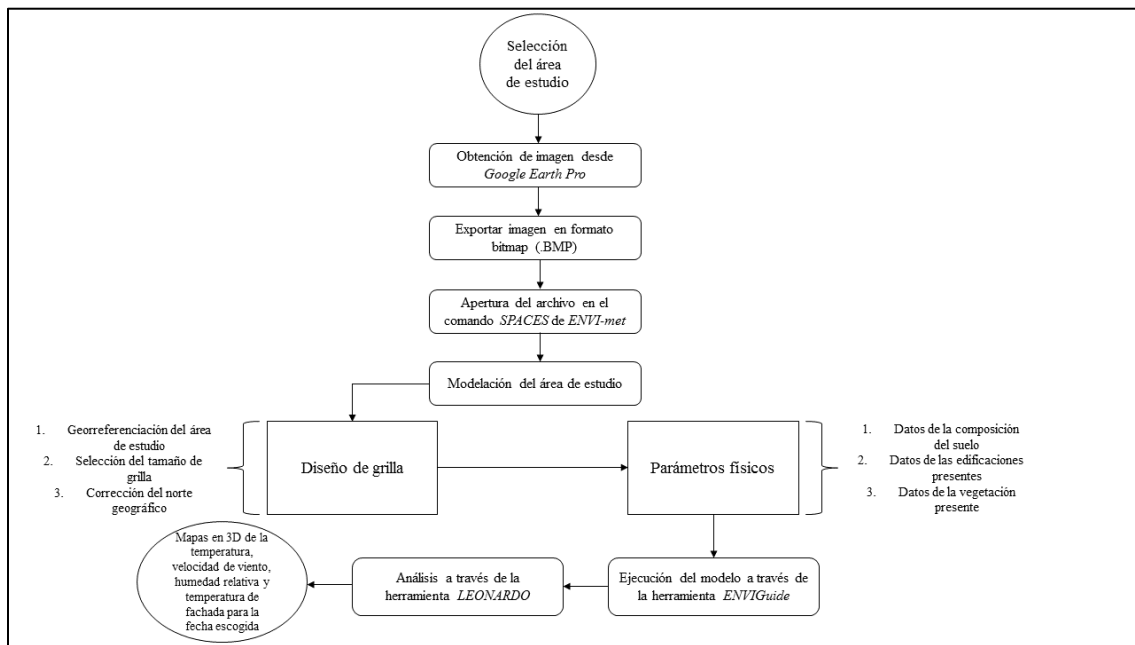 Selección
del área
de estudio
Obtención de imagen desde
Google Earth Pro
Exportar imagen en formato
bitmap (.BMP)
Apertura del archivo en el
comando SPACES de ENVI-met
Modelación del área de estudio
1. Georreferenciación del área
de estudio
2. Selección del tamaño de
grilla
3. Corrección del norte
geográfico
Diseño de grilla
Parámetros físicos
1. Datos de la composición
del suelo
2. Datos de las edificaciones
presentes
3. Datos de la vegetación
presente
Ejecución del modelo a través de
la herramienta ENVIGuide
Análisis a través de la
herramienta LEONARDO
Mapas en 3D de la
temperatura,
velocidad de viento,
humedad relativa y
temperatura de
fachada para la
fecha escogida